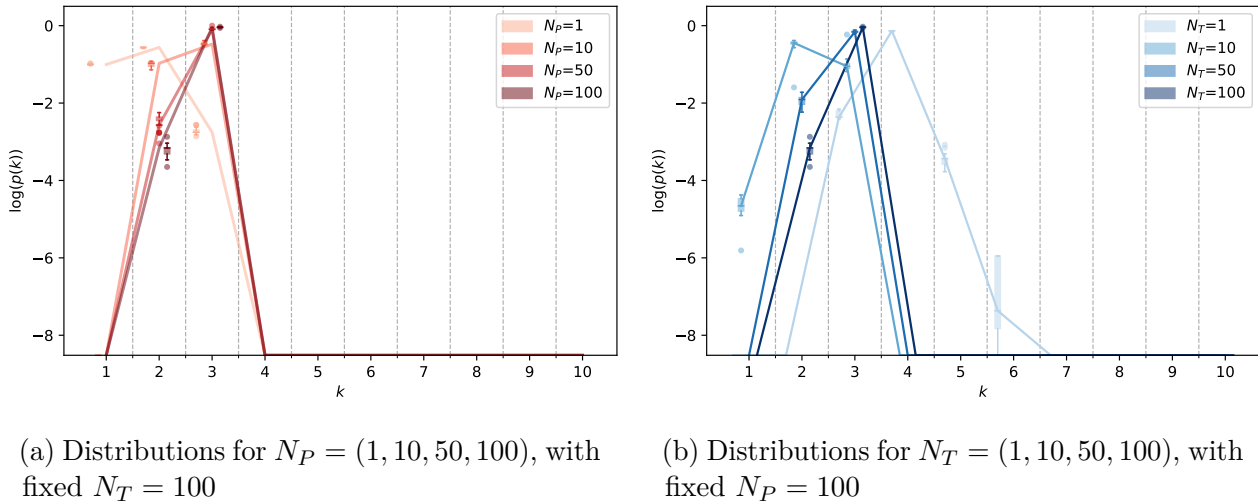 0
−2
−4
−6
−8
log(p(k))
1 2 3 4 5 6 7 8 9 10
k
N_P=1
N_P=10
N_P=50
N_P=100
0
−2
−4
−6
−8
log(p(k))
1 2 3 4 5 6 7 8 9 10
k
N_T=1
N_T=10
N_T=50
N_T=100
(a) Distributions for N_P = (1, 10, 50, 100), with
fixed N_T = 100
(b) Distributions for N_T = (1, 10, 50, 100), with
fixed N_P = 100